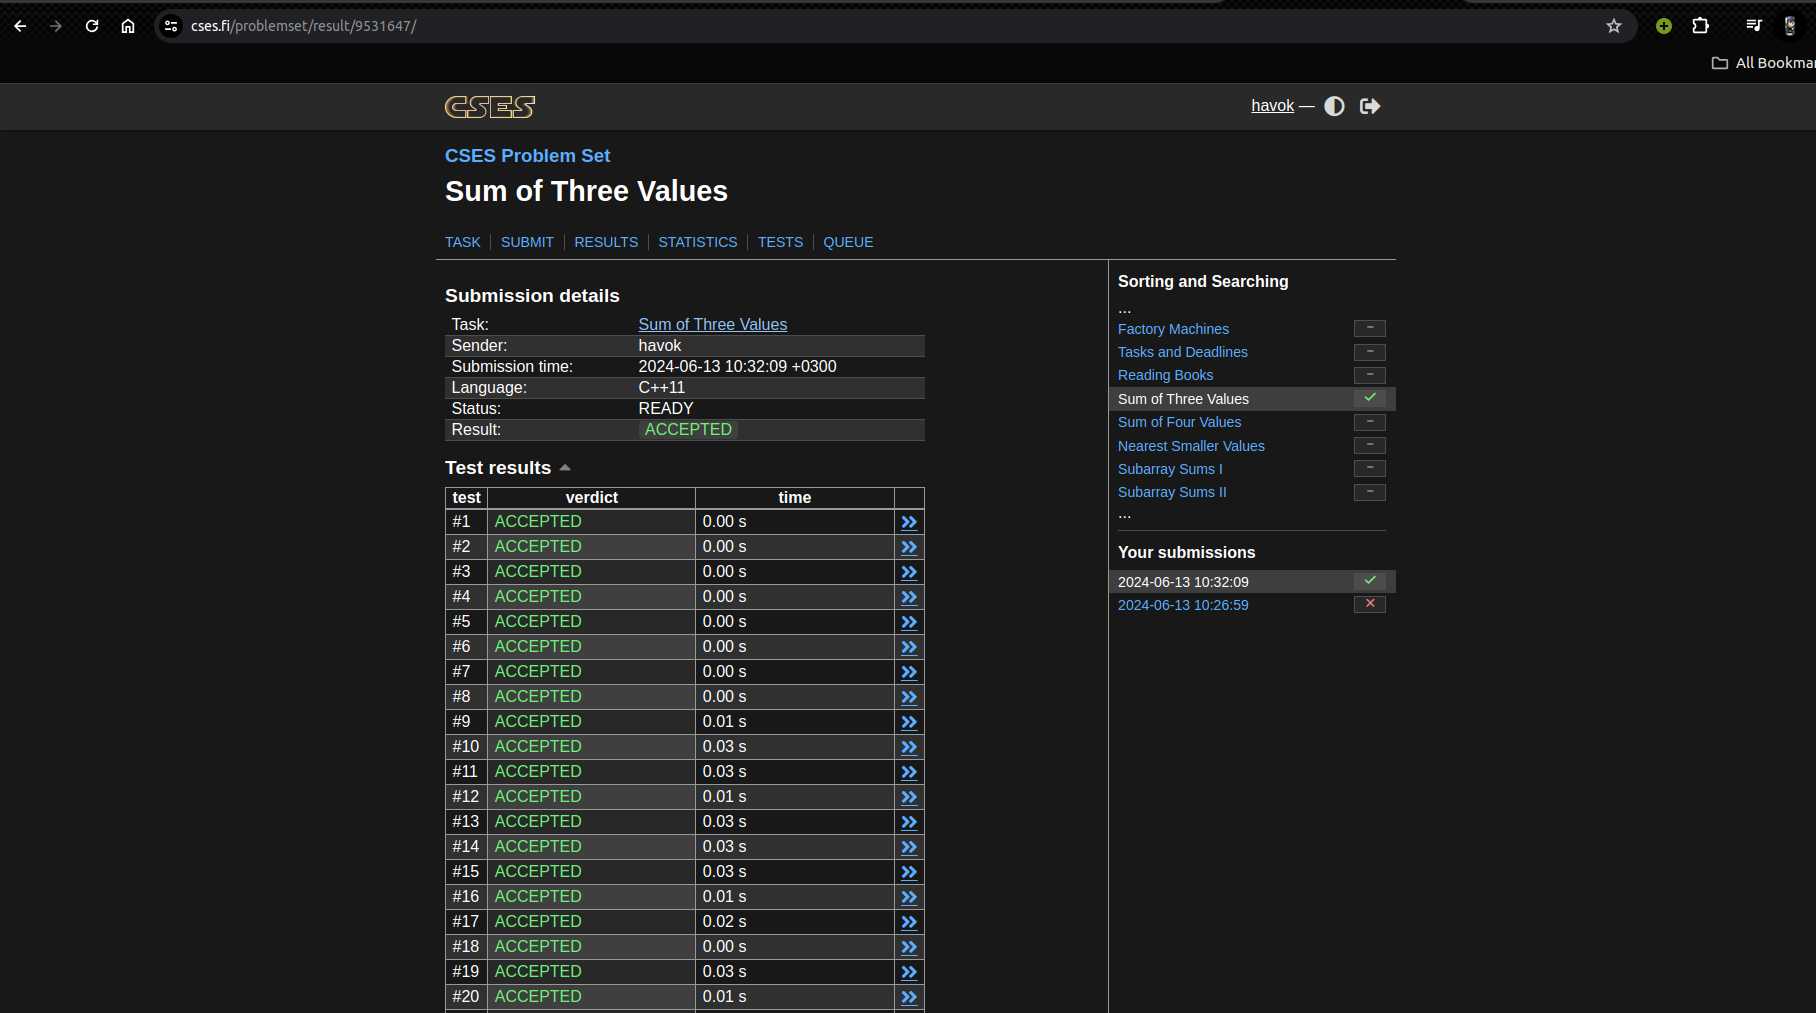 cses.fi/problemset/result/9531647/
All Bookmar
CSES
havok —
CSES Problem Set
Sum of Three Values
TASK | SUBMIT | RESULTS | STATISTICS | TESTS | QUEUE
Submission details
Task: Sum of Three Values
Sender: havok
Submission time: 2024-06-13 10:32:09 +0300
Language: C++11
Status: READY
Result: ACCEPTED
Test results
test verdict time
#1 ACCEPTED 0.00 s
#2 ACCEPTED 0.00 s
#3 ACCEPTED 0.00 s
#4 ACCEPTED 0.00 s
#5 ACCEPTED 0.00 s
#6 ACCEPTED 0.00 s
#7 ACCEPTED 0.00 s
#8 ACCEPTED 0.00 s
#9 ACCEPTED 0.01 s
#10 ACCEPTED 0.03 s
#11 ACCEPTED 0.03 s
#12 ACCEPTED 0.01 s
#13 ACCEPTED 0.03 s
#14 ACCEPTED 0.03 s
#15 ACCEPTED 0.03 s
#16 ACCEPTED 0.01 s
#17 ACCEPTED 0.02 s
#18 ACCEPTED 0.00 s
#19 ACCEPTED 0.03 s
#20 ACCEPTED 0.01 s
Sorting and Searching
...
Factory Machines
Tasks and Deadlines
Reading Books
Sum of Three Values
Sum of Four Values
Nearest Smaller Values
Subarray Sums I
Subarray Sums II
...
Your submissions
2024-06-13 10:32:09
2024-06-13 10:26:59